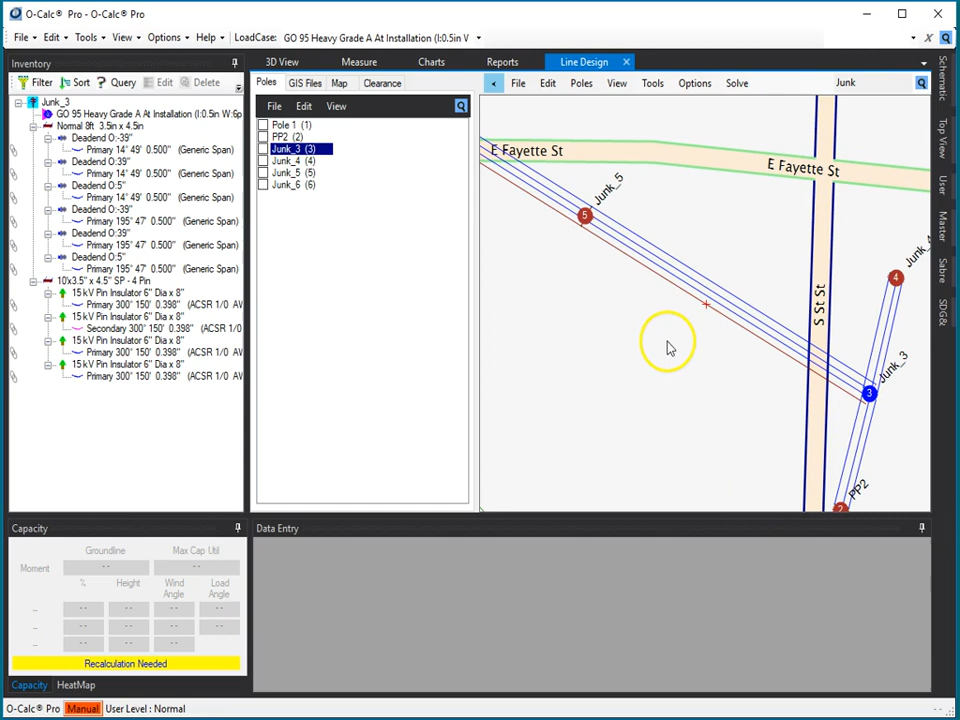 O-Calc® Pro - O-Calc® Pro
File Edit Tools View Options Help LoadCase: GO 95 Heavy Grade A At Installation (I:0.5in V
Inventory
Filter Sort Query Edit Delete
Junk_3
GO 95 Heavy Grade A At Installation (I:0.5in W:6p
Normal 8ft 3.5in x 4.5in
Deadend O:-39"
Primary 14° 49' 0.500" (Generic Span)
Deadend O:39"
Primary 14° 49' 0.500" (Generic Span)
Deadend O:5"
Primary 14° 49' 0.500" (Generic Span)
Deadend O:-39"
Primary 195° 47' 0.500" (Generic Span)
Deadend O:39"
Primary 195° 47' 0.500" (Generic Span)
Deadend O:5"
Primary 195° 47' 0.500" (Generic Span)
10'x3.5" x 4.5" SP - 4 Pin
15 kV Pin Insulator 6" Dia x 8"
Primary 300° 150' 0.398" (ACSR 1/0 AV
15 kV Pin Insulator 6" Dia x 8"
Secondary 300° 150' 0.398" (ACSR 1/0
15 kV Pin Insulator 6" Dia x 8"
Primary 300° 150' 0.398" (ACSR 1/0 AV
15 kV Pin Insulator 6" Dia x 8"
Primary 300° 150' 0.398" (ACSR 1/0 AV
3D View Measure Charts Reports Line Design
Poles GIS Files Map Clearance
File Edit View
Pole 1 (1)
PP2 (2)
Junk_3 (3)
Junk_4 (4)
Junk_5 (5)
Junk_6 (6)
File Edit Poles View Tools Options Solve Junk
E Fayette St
E Fayette St
Junk_5
5
Junk_4
4
S St St
Junk_3
3
PP2
2
Schematic
Top View
User
Master
Sabre
SDG&
Capacity
Groundline Max Cap Util
Moment -- --
% Height Wind Angle Load Angle
-- -- -- -- --
-- -- -- -- --
-- -- -- --
Recalculation Needed
Capacity HeatMap
Data Entry
O-Calc® Pro Manual User Level : Normal --